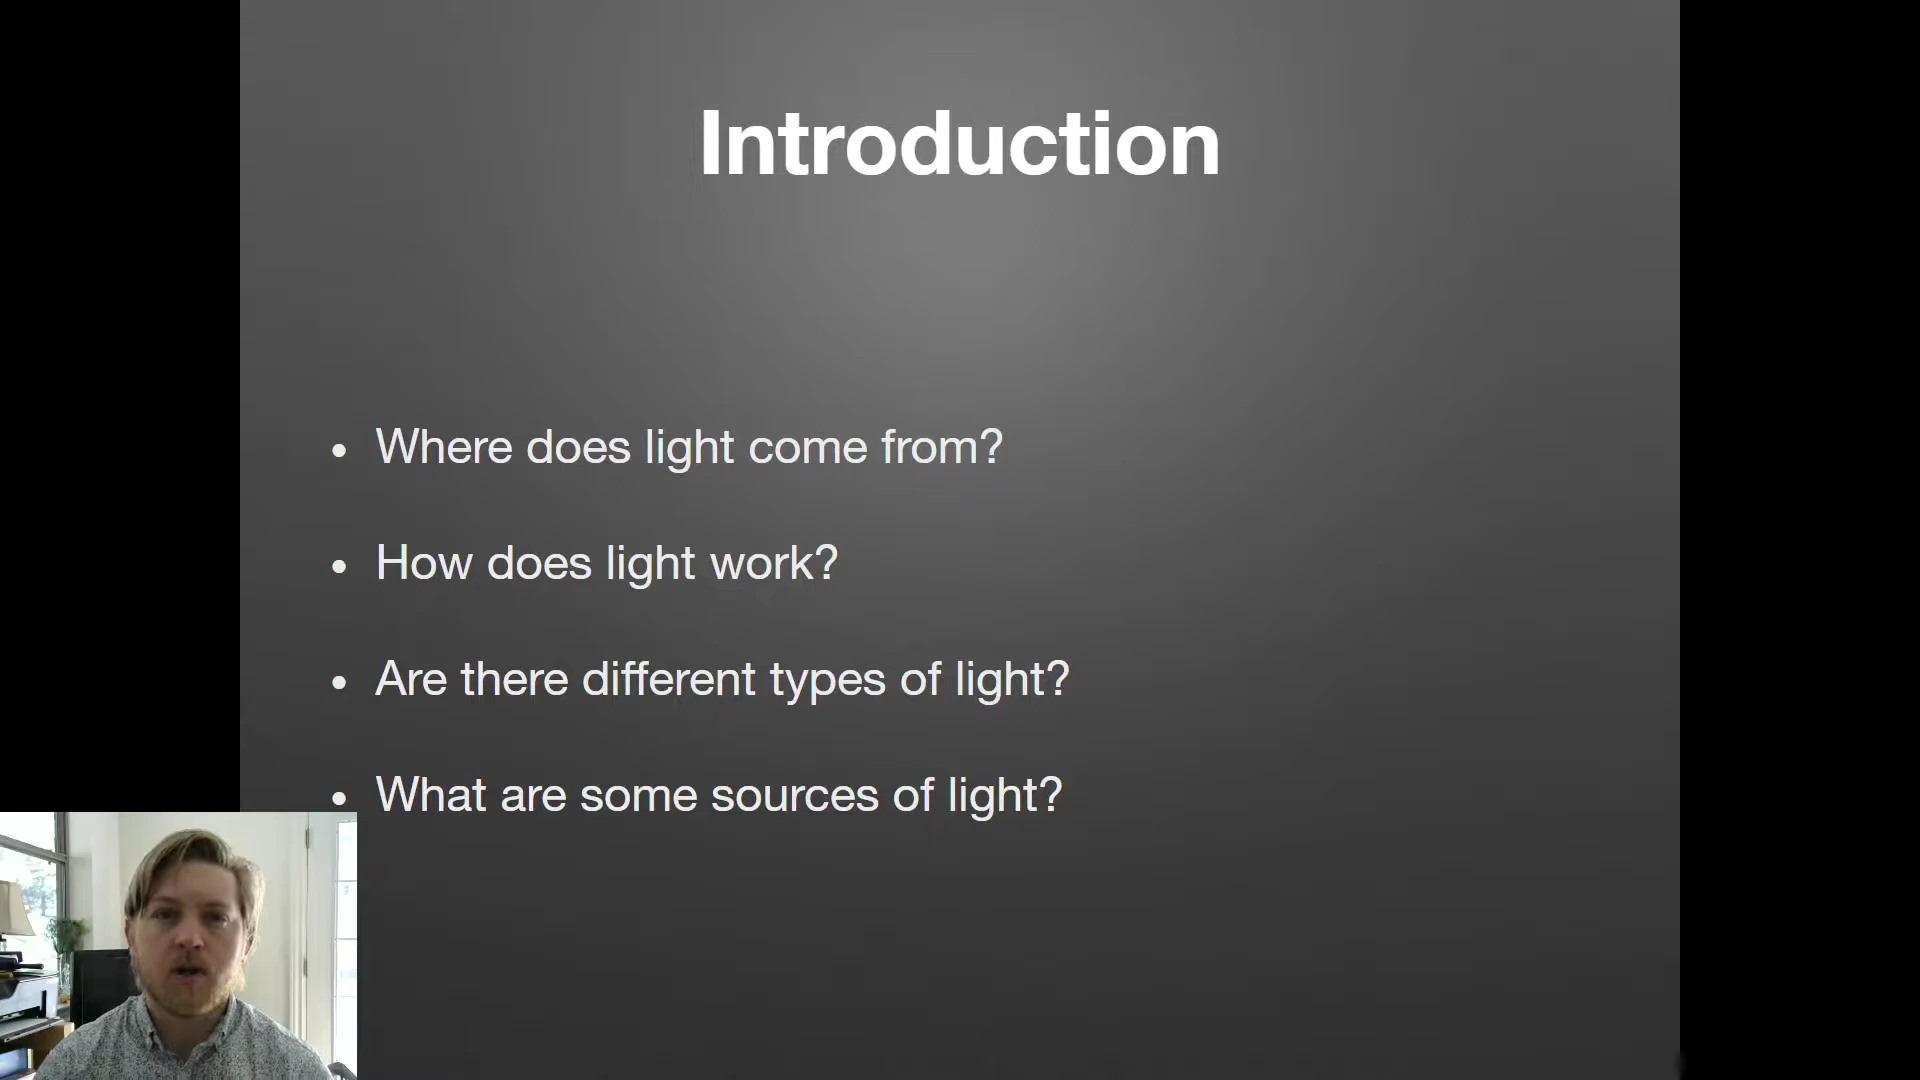 Introduction
• Where does light come from?
• How does light work?
• Are there different types of light?
• What are some sources of light?